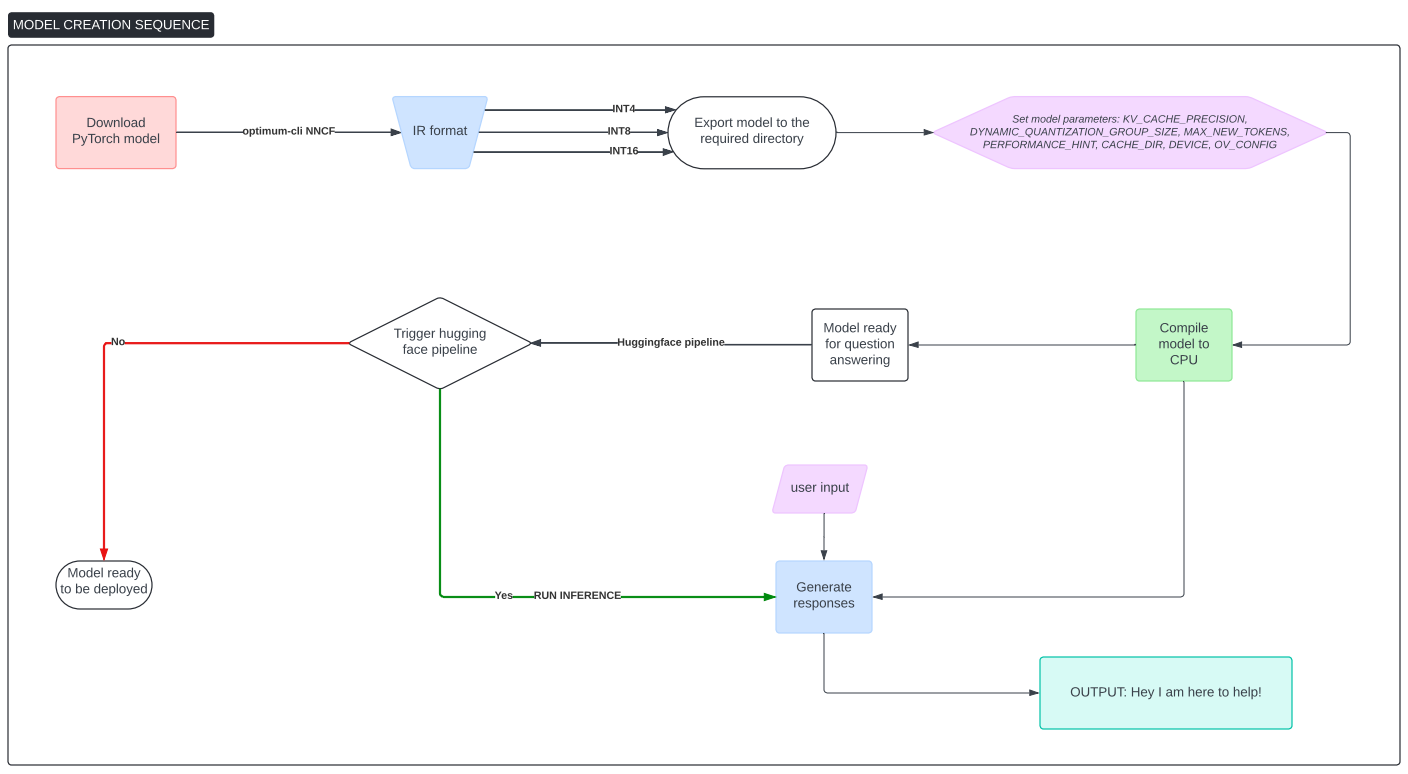 MODEL CREATION SEQUENCE
Download
PyTorch model
optimum-cli NNCF
IR format
INT4
INT8
INT16
Export model to the
required directory
Set model parameters: KV_CACHE_PRECISION,
DYNAMIC_QUANTIZATION_GROUP_SIZE, MAX_NEW_TOKENS,
PERFORMANCE_HINT, CACHE_DIR, DEVICE, OV_CONFIG
Compile
model to
CPU
Model ready
for question
answering
Huggingface pipeline
Trigger hugging
face pipeline
No
Model ready
to be deployed
Yes
RUN INFERENCE
user input
Generate
responses
OUTPUT: Hey I am here to help!